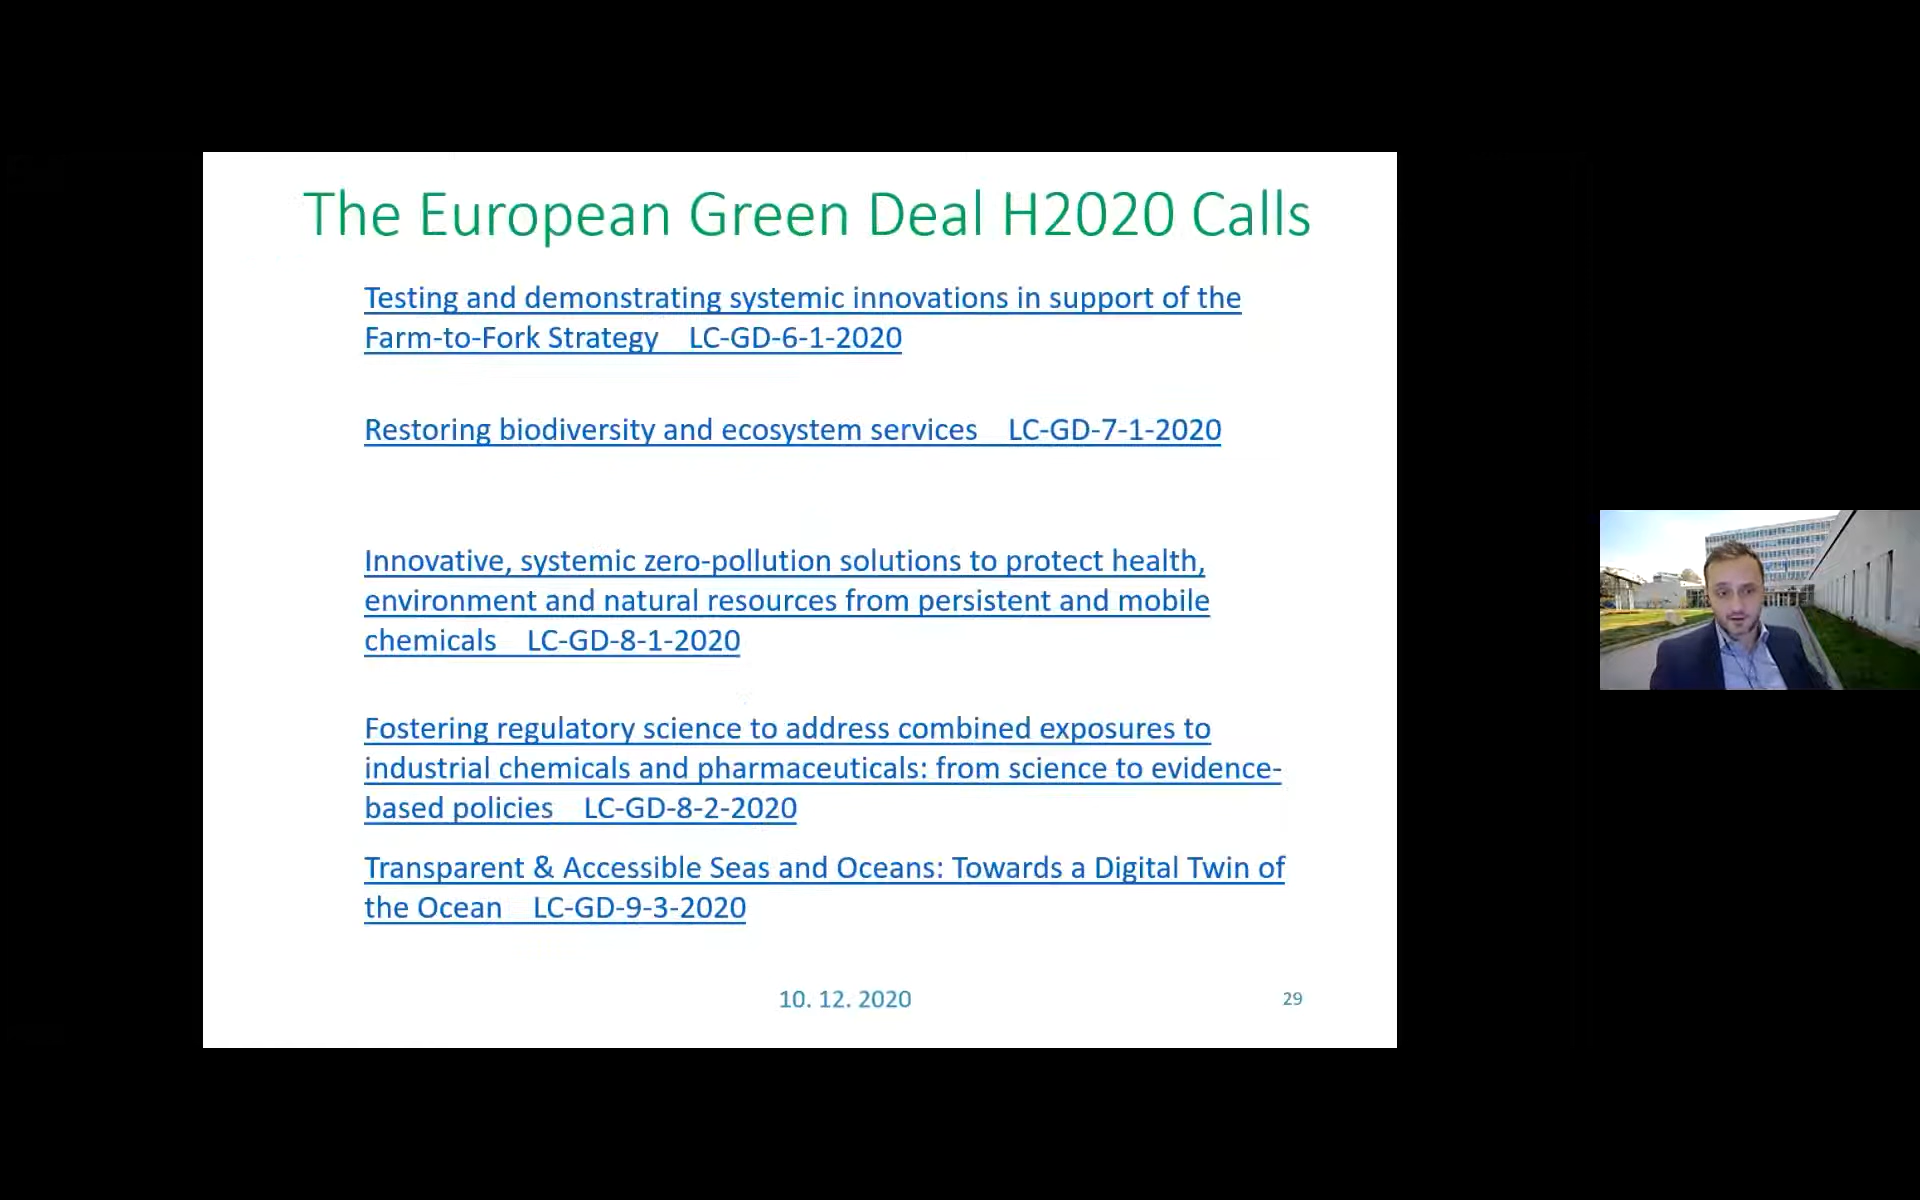 The European Green Deal H2020 Calls
Testing and demonstrating systemic innovations in support of the
Farm-to-Fork Strategy LC-GD-6-1-2020
Restoring biodiversity and ecosystem services LC-GD-7-1-2020
Innovative, systemic zero-pollution solutions to protect health,
environment and natural resources from persistent and mobile
chemicals LC-GD-8-1-2020
Fostering regulatory science to address combined exposures to
industrial chemicals and pharmaceuticals: from science to evidence-
based policies LC-GD-8-2-2020
Transparent & Accessible Seas and Oceans: Towards a Digital Twin of
the Ocean LC-GD-9-3-2020
10. 12. 2020
29